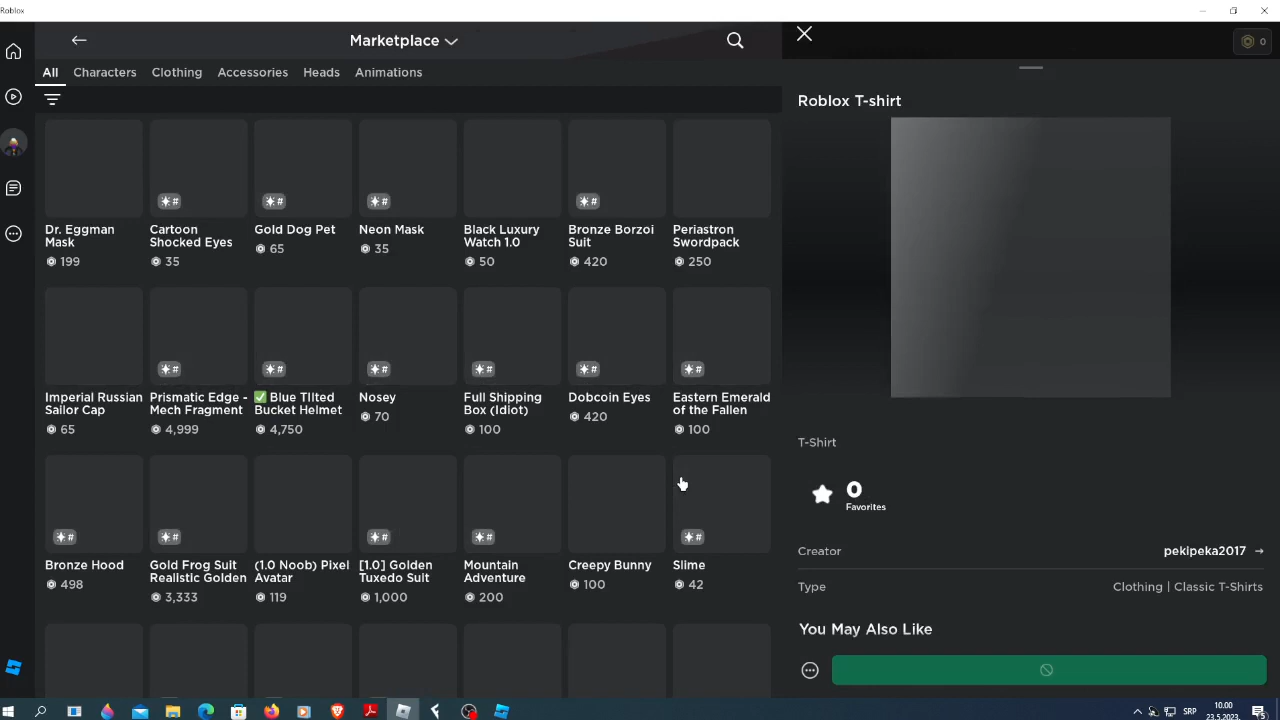 Roblox
Marketplace
0
All Characters Clothing Accessories Heads Animations
Dr. Eggman
Mask
199
Cartoon
Shocked Eyes
35
Gold Dog Pet
65
Neon Mask
35
Black Luxury
Watch 1.0
50
Bronze Borzoi
Suit
420
Periastron
Swordpack
250
Imperial Russian
Sailor Cap
65
Prismatic Edge -
Mech Fragment
4,999
✅ Blue TIlted
Bucket Helmet
4,750
Nosey
70
Full Shipping
Box (Idiot)
100
Dobcoin Eyes
420
Eastern Emerald
of the Fallen
100
Bronze Hood
498
Gold Frog Suit
Realistic Golden
3,333
(1.0 Noob) Pixel
Avatar
119
[1.0] Golden
Tuxedo Suit
1,000
Mountain
Adventure
200
Creepy Bunny
100
Slime
42
Roblox T-shirt
T-Shirt
0
Favorites
Creator pekipeka2017 →
Type Clothing | Classic T-Shirts
You May Also Like
SRP
10.00
23.5.2023.